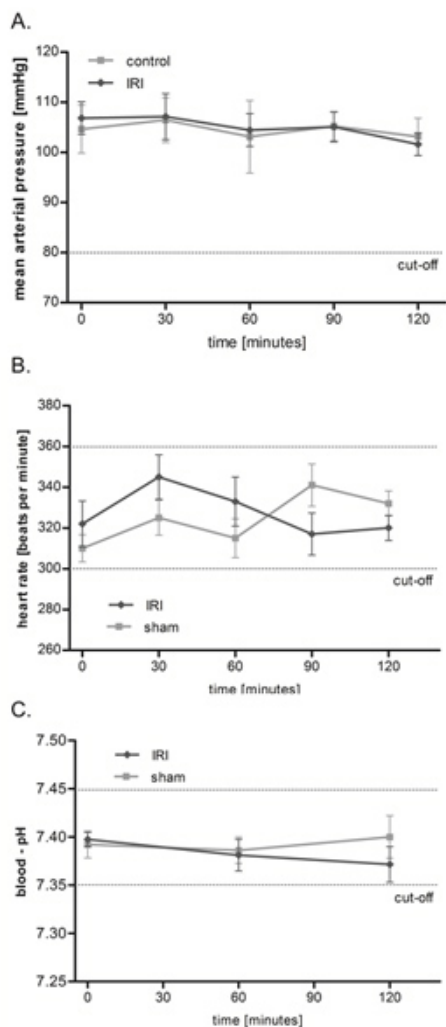 A.
120
110
100
90
80
70
mean arterial pressure [mmHg]
control
IRI
cut-off
0 30 60 90 120
time [minutes]
B.
380
360
340
320
300
280
260
heart rate [beats per minute]
cut-off
IRI
sham
0 30 60 90 120
time [minutes]
C.
7.50
7.45
7.40
7.35
7.30
7.25
blood - pH
IRI
sham
cut-off
0 30 60 90 120
time [minutes]